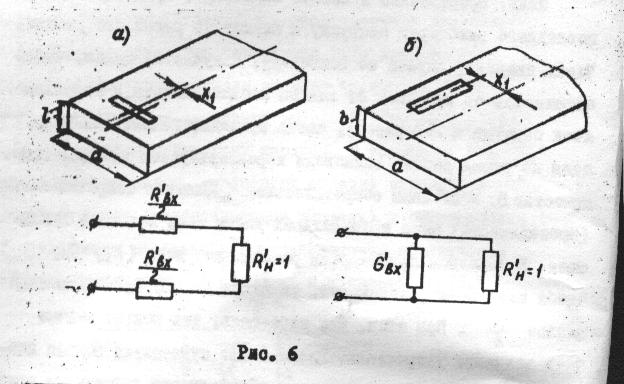 а)
б)
X₁
X₁
b
a
a
R'вх/2
R'вх/2
R'н=1
G'вх
R'н=1
Рис. 6